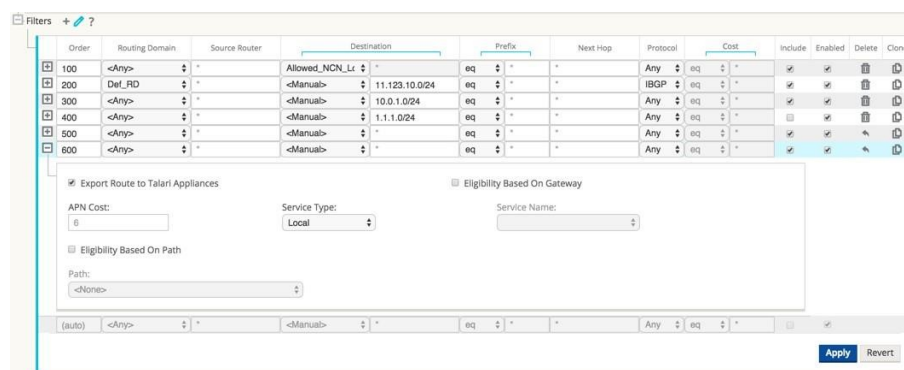 Filters + ?
Order Routing Domain Source Router Destination Prefix Next Hop Protocol Cost Include Enabled Delete Clon
100 <Any> * Allowed_NCN_Lc * eq * * Any eq *
200 Def_RD * <Manual> 11.123.10.0/24 eq * * IBGP eq *
300 <Any> * <Manual> 10.0.1.0/24 eq * * Any eq *
400 <Any> * <Manual> 1.1.1.0/24 eq * * Any eq *
500 <Any> * <Manual> * eq * * Any eq *
600 <Any> * <Manual> * eq * * Any eq *
Export Route to Talari Appliances Eligibility Based On Gateway
APN Cost: Service Type: Service Name:
6 Local
Eligibility Based On Path
Path:
<None>
(auto) <Any> * <Manual> * eq * * Any eq *
Apply Revert